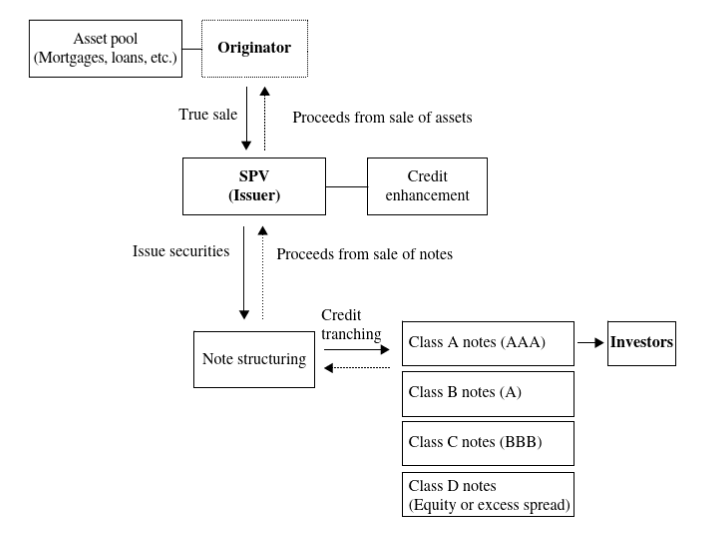 Asset pool
(Mortgages, loans, etc.)
Originator
True sale
Proceeds from sale of assets
SPV
(Issuer)
Credit
enhancement
Issue securities
Proceeds from sale of notes
Credit
tranching
Note structuring
Class A notes (AAA)
Investors
Class B notes (A)
Class C notes (BBB)
Class D notes
(Equity or excess spread)